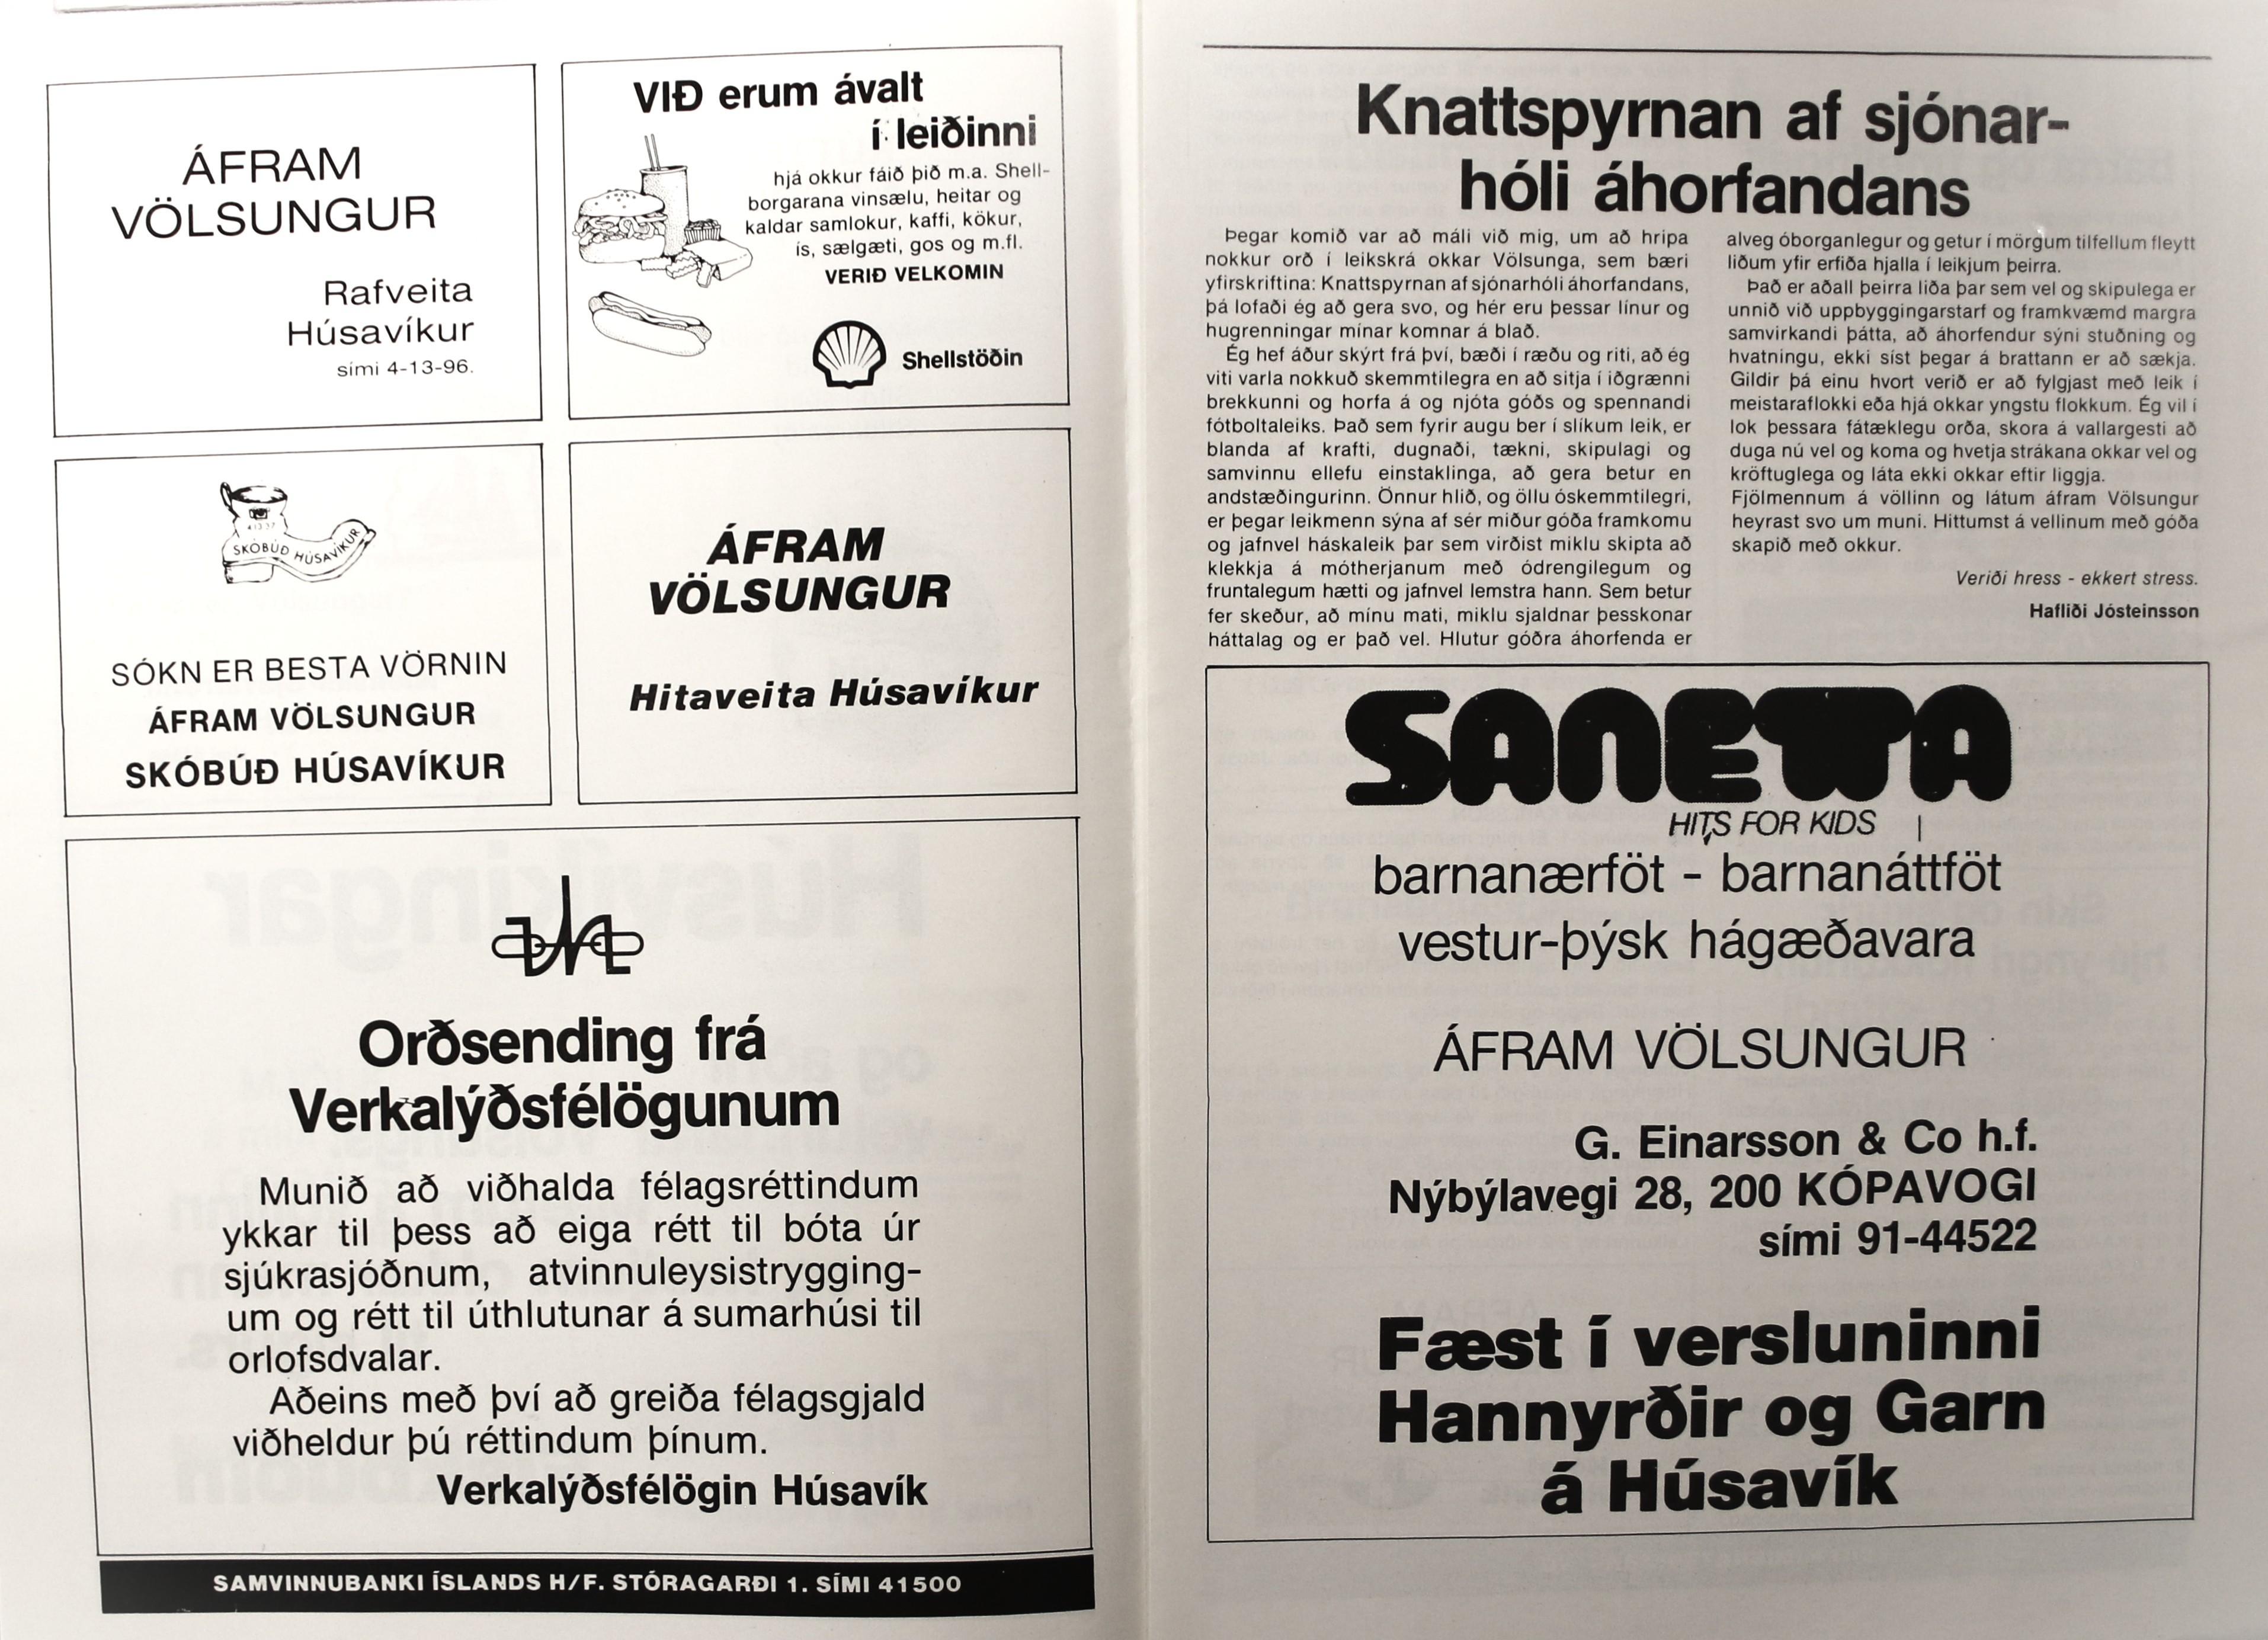 ÁFRAM
VÖLSUNGUR
Rafveita
Húsavíkur
sími 4-13-96.
VIÐ erum ávalt
í leiðinni
hjá okkur fáið þið m.a. Shell-
borgarana vinsælu, heitar og
kaldar samlokur, kaffi, kökur,
ís, sælgæti, gos og m.fl.
VERIÐ VELKOMIN
Shellstöðin
4 13 37
SKÓBÚÐ HÚSAVÍKUR
SÓKN ER BESTA VÖRNIN
ÁFRAM VÖLSUNGUR
SKÓBÚÐ HÚSAVÍKUR
ÁFRAM
VÖLSUNGUR
Hitaveita Húsavíkur
Orðsending frá
Verkalýðsfélögunum
Munið að viðhalda félagsréttindum
ykkar til þess að eiga rétt til bóta úr
sjúkrasjóðnum, atvinnuleysistrygging-
um og rétt til úthlutunar á sumarhúsi til
orlofsdvalar.
Aðeins með því að greiða félagsgjald
viðheldur þú réttindum þínum.
Verkalýðsfélögin Húsavík
SAMVINNUBANKI ÍSLANDS H/F. STÓRAGARÐI 1. SÍMI 41500
Knattspyrnan af sjónar-
hóli áhorfandans
Þegar komið var að máli við mig, um að hripa
nokkur orð í leikskrá okkar Völsunga, sem bæri
yfirskriftina: Knattspyrnan af sjónarhóli áhorfandans,
þá lofaði ég að gera svo, og hér eru þessar línur og
hugrenningar mínar komnar á blað.
Ég hef áður skýrt frá því, bæði í ræðu og riti, að ég
viti varla nokkuð skemmtilegra en að sitja í iðgrænni
brekkunni og horfa á og njóta góðs og spennandi
fótboltaleiks. Það sem fyrir augu ber í slíkum leik, er
blanda af krafti, dugnaði, tækni, skipulagi og
samvinnu ellefu einstaklinga, að gera betur en
andstæðingurinn. Önnur hlið, og öllu óskemmtilegri,
er þegar leikmenn sýna af sér miður góða framkomu
og jafnvel háskaleik þar sem virðist miklu skipta að
klekkja á mótherjanum með ódrengilegum og
fruntalegum hætti og jafnvel lemstra hann. Sem betur
fer skeður, að mínu mati, miklu sjaldnar þesskonar
háttalag og er það vel. Hlutur góðra áhorfenda er
alveg óborganlegur og getur í mörgum tilfellum fleytt
liðum yfir erfiða hjalla í leikjum þeirra.
Það er aðall þeirra liða þar sem vel og skipulega er
unnið við uppbyggingarstarf og framkvæmd margra
samvirkandi þátta, að áhorfendur sýni stuðning og
hvatningu, ekki síst þegar á brattann er að sækja.
Gildir þá einu hvort verið er að fylgjast með leik í
meistaraflokki eða hjá okkar yngstu flokkum. Ég vil í
lok þessara fátæklegu orða, skora á vallargesti að
duga nú vel og koma og hvetja strákana okkar vel og
kröftuglega og láta ekki okkar eftir liggja.
Fjölmennum á völlinn og látum áfram Völsungur
heyrast svo um muni. Hittumst á vellinum með góða
skapið með okkur.
Veriði hress - ekkert stress.
Hafliði Jósteinsson
SANETTA
HITS FOR KIDS
barnanærföt - barnanáttföt
vestur-þýsk hágæðavara
ÁFRAM VÖLSUNGUR
G. Einarsson & Co h.f.
Nýbýlavegi 28, 200 KÓPAVOGI
sími 91-44522
Fæst í versluninni
Hannyrðir og Garn
á Húsavík